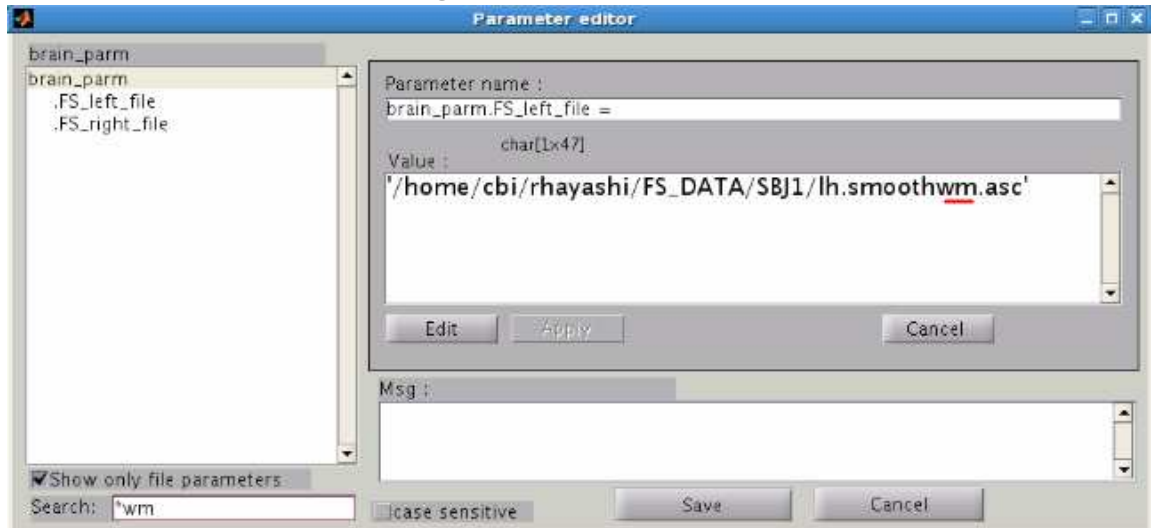 Parameter editor
brain_parm
brain_parm
.FS_left_file
.FS_right_file
Parameter name :
brain_parm.FS_left_file =
char[1x47]
Value :
'/home/cbi/rhayashi/FS_DATA/SBJ1/lh.smoothwm.asc'
Edit Apply Cancel
Msg :
Show only file parameters
Search: *wm
case sensitive
Save Cancel